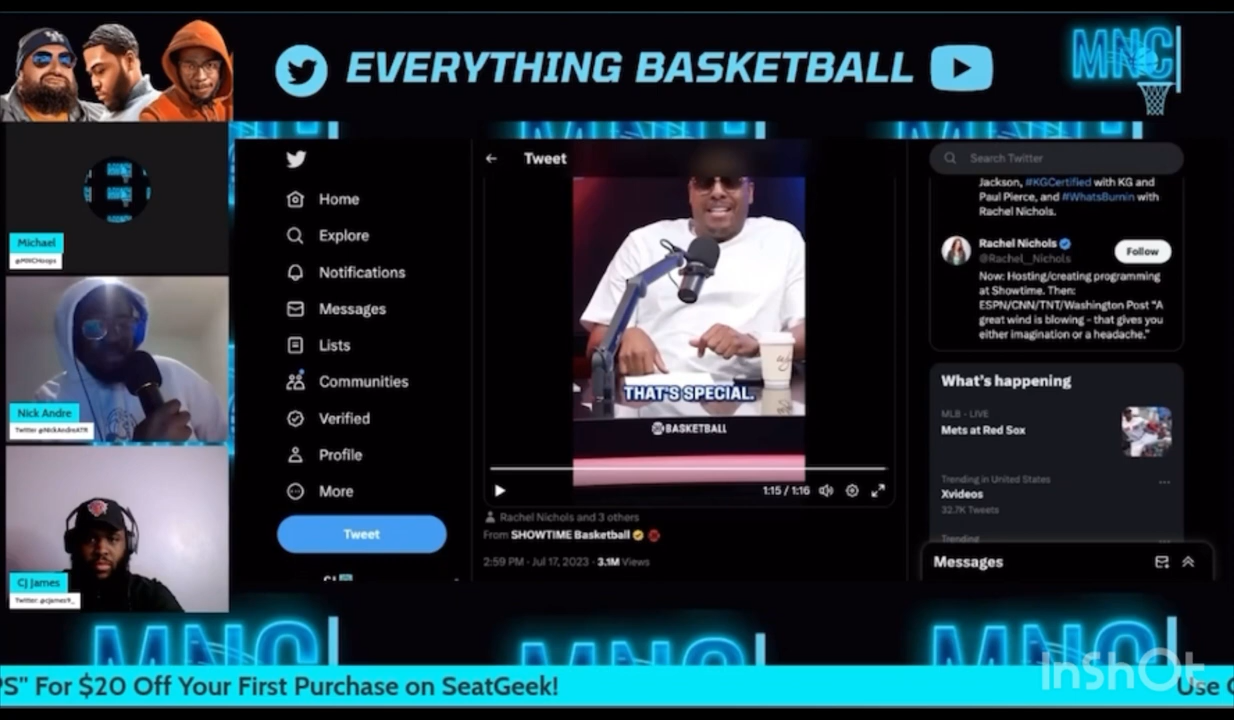 EVERYTHING BASKETBALL
MNC
Michael
@MNCHoops
Nick Andre
Twitter @NickAndreATR
CJ James
Twitter: @cjames9_
Home
Explore
Notifications
Messages
Lists
Communities
Verified
Profile
More
Tweet
Tweet
THAT'S SPECIAL.
BASKETBALL
1:15 / 1:16
Rachel Nichols and 3 others
From SHOWTIME Basketball
2:59 PM · Jul 17, 2023 · 3.1M Views
Search Twitter
Jackson, #KGCertified with KG and
Paul Pierce, and #WhatsBurnin with
Rachel Nichols.
Rachel Nichols
@Rachel__Nichols
Follow
Now: Hosting/creating programming
at Showtime. Then:
ESPN/CNN/TNT/Washington Post "A
great wind is blowing - that gives you
either imagination or a headache."
What's happening
MLB - LIVE
Mets at Red Sox
Trending in United States
Xvideos
32.7K Tweets
Trending
Messages
MNC
MNC
MNC
InShOt
PS" For $20 Off Your First Purchase on SeatGeek!
Use